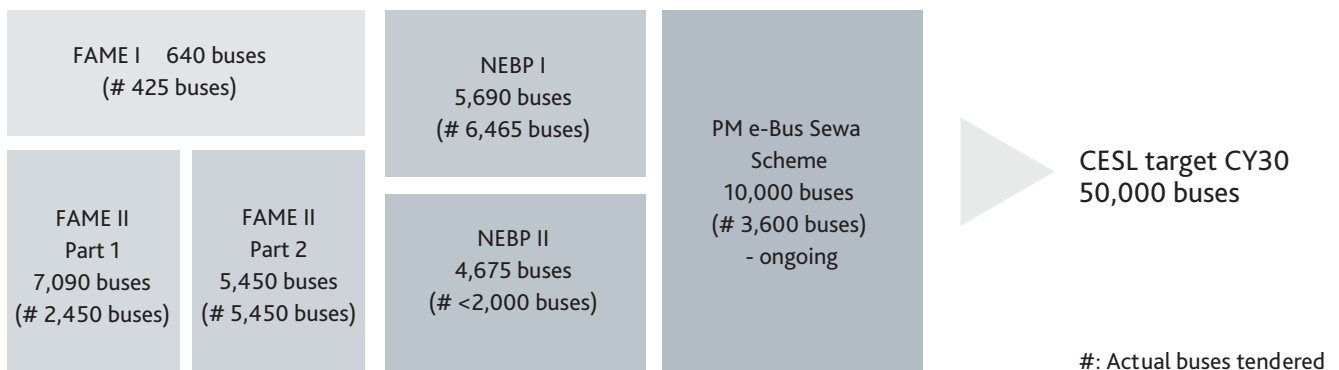 FAME I 640 buses
(# 425 buses)
FAME II
Part 1
7,090 buses
(# 2,450 buses)
FAME II
Part 2
5,450 buses
(# 5,450 buses)
NEBP I
5,690 buses
(# 6,465 buses)
NEBP II
4,675 buses
(# <2,000 buses)
PM e-Bus Sewa
Scheme
10,000 buses
(# 3,600 buses)
- ongoing
CESL target CY30
50,000 buses
#: Actual buses tendered